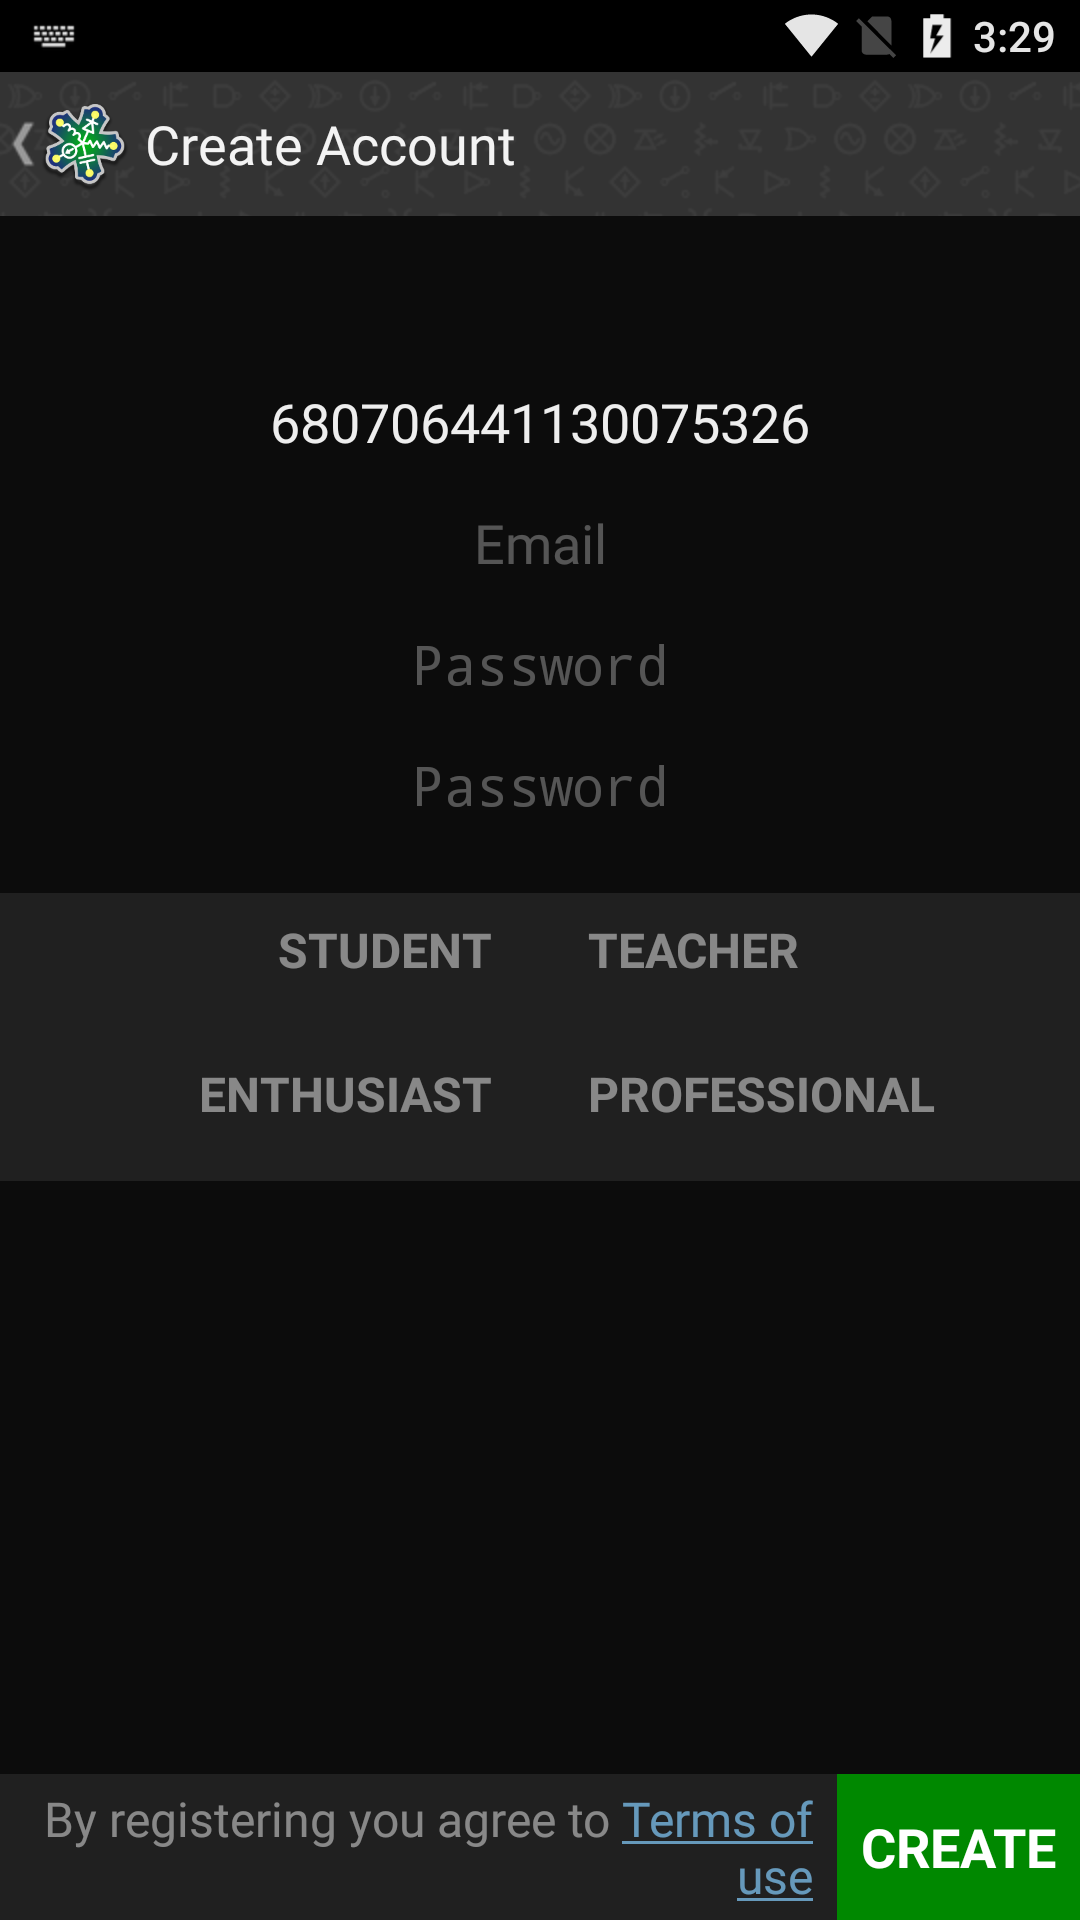 3:29
Create Account
680706441130075326
Email
Password
Password
STUDENT TEACHER
ENTHUSIAST PROFESSIONAL
By registering you agree to Terms of
use
CREATE